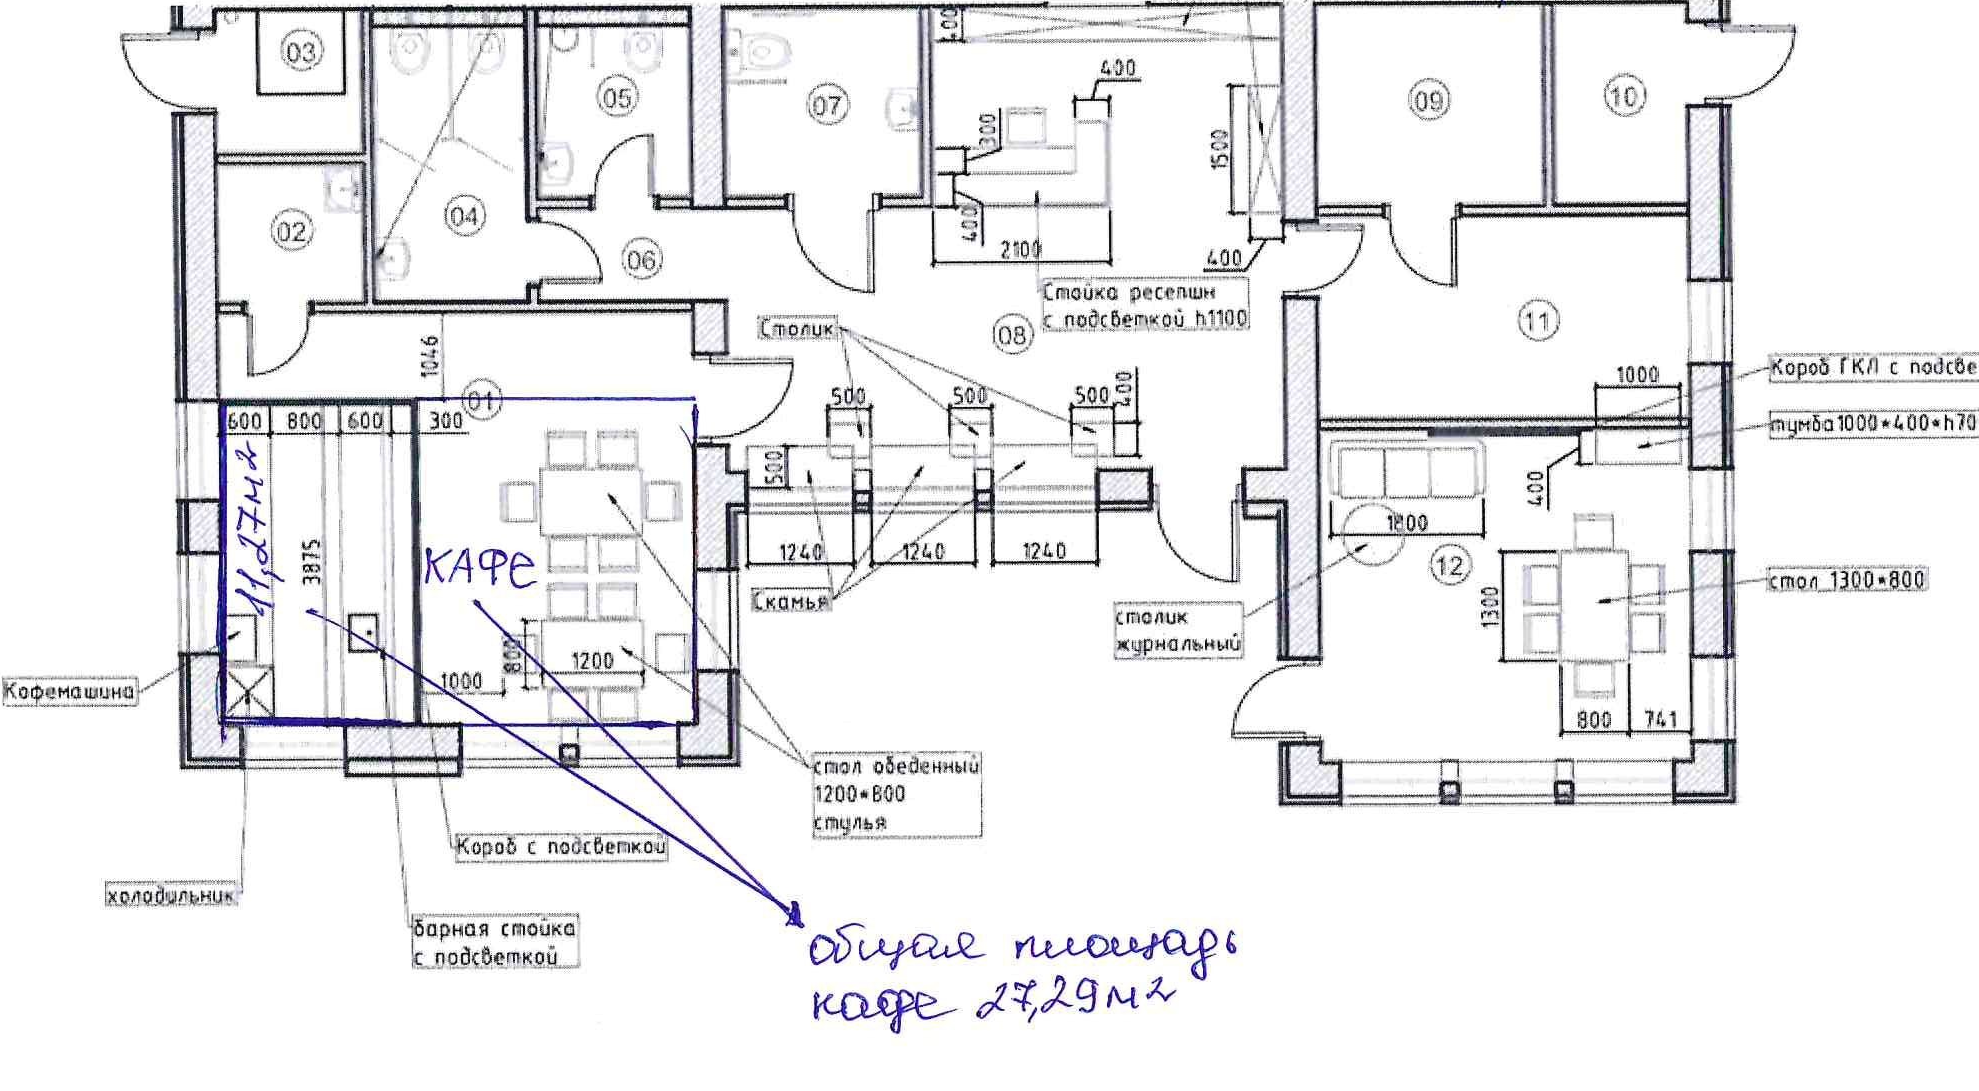 03
05
07
400
400
09
10
300
1500
02
04
06
400
2100
400
Стойка ресепшн
с подсветкой h1100
Столик
08
11
1046
01
500
500
500
400
1000
Короб ГКЛ с подсве
тумба1000*400*h70
600
800
600
300
11,27м2
500
400
1800
3875
КАФЕ
1240
1240
1240
12
Скамья
1300
стол 1300*800
столик
журнальный
800
1200
1000
Кофемашина
800
741
стол обеденный
1200*800
стулья
Короб с подсветкой
холодильник
барная стойка
с подсветкой
общая площадь
кафе 27,29м2